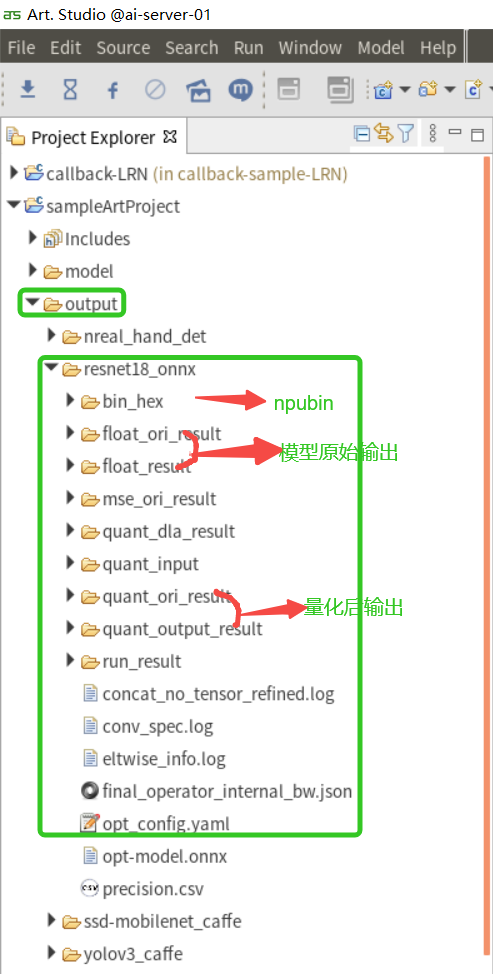 Art. Studio @ai-server-01
File Edit Source Refactor Run Window Model Help
Project Explorer
callback-LRN (in callback-sample-LRN)
sampleArtProject
Includes
model
output
nreal_hand_det
resnet18_onnx
bin_hex
npubin
float_ori_result
float_result
模型原始输出
mse_ori_result
quant_dla_result
quant_input
quant_ori_result
量化后输出
quant_output_result
run_result
concat_no_tensor_refined.log
conv_spec.log
eltwise_info.log
final_operator_internal_bw.json
opt_config.yaml
opt-model.onnx
precision.csv
ssd-mobilenet_caffe
yolov3_caffe